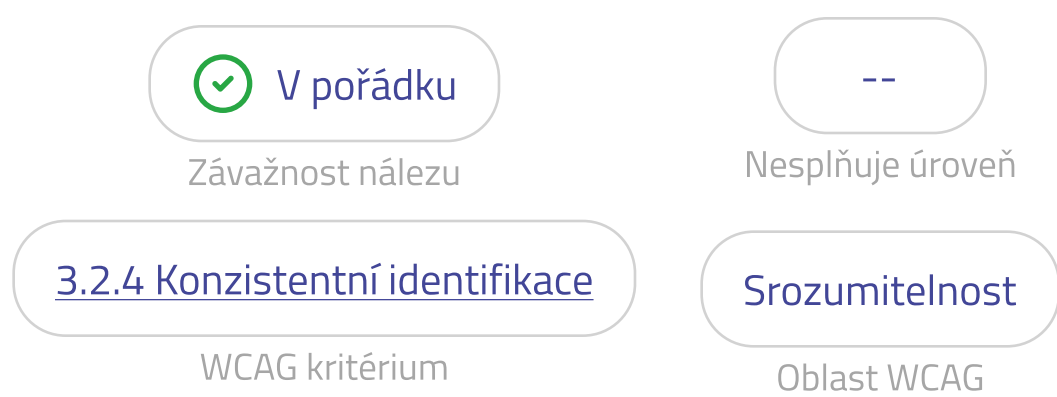 V pořádku
Závažnost nálezu
--
Nesplňuje úroveň
3.2.4 Konzistentní identifikace
WCAG kritérium
Srozumitelnost
Oblast WCAG